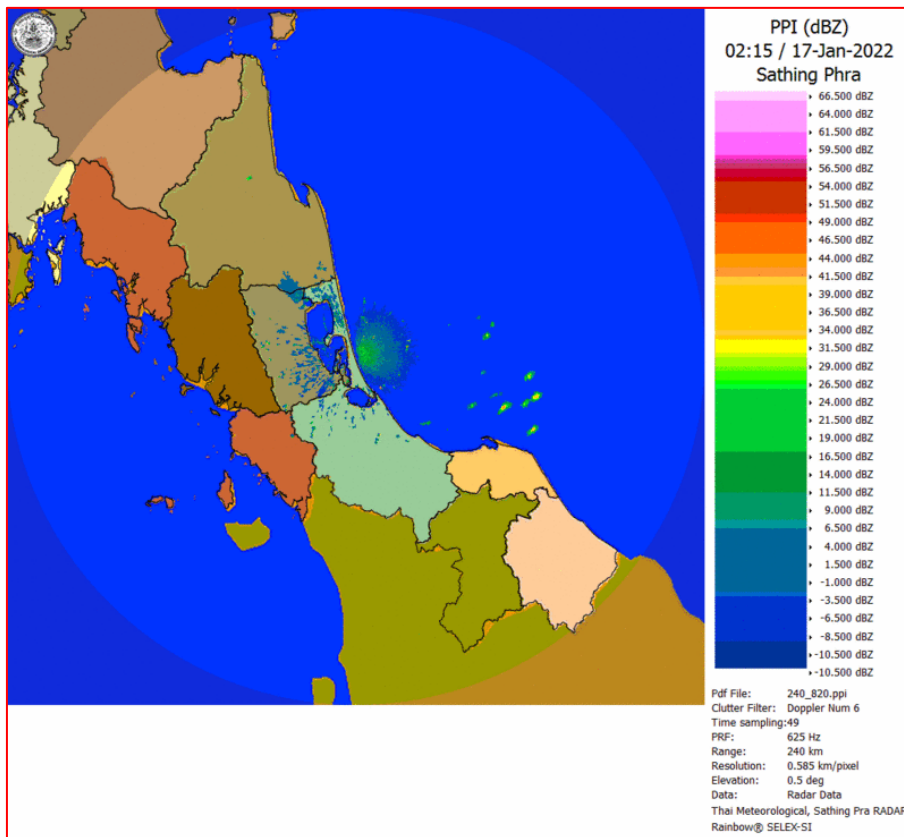 PPI (dBZ)
02:15 / 17-Jan-2022
Sathing Phra
66.500 dBZ
64.000 dBZ
61.500 dBZ
59.500 dBZ
56.500 dBZ
54.000 dBZ
51.500 dBZ
49.000 dBZ
46.500 dBZ
44.000 dBZ
41.500 dBZ
39.000 dBZ
36.500 dBZ
34.000 dBZ
31.500 dBZ
29.000 dBZ
26.500 dBZ
24.000 dBZ
21.500 dBZ
19.000 dBZ
16.500 dBZ
14.000 dBZ
11.500 dBZ
9.000 dBZ
6.500 dBZ
4.000 dBZ
1.500 dBZ
-1.000 dBZ
-3.500 dBZ
-6.500 dBZ
-8.500 dBZ
-10.500 dBZ
-10.500 dBZ
Pdf File: 240_820.ppi
Clutter Filter: Doppler Num 6
Time sampling:49
PRF: 625 Hz
Range: 240 km
Resolution: 0.585 km/pixel
Elevation: 0.5 deg
Data: Radar Data
Thai Meteorological, Sathing Pra RADAR
Rainbow® SELEX-SI